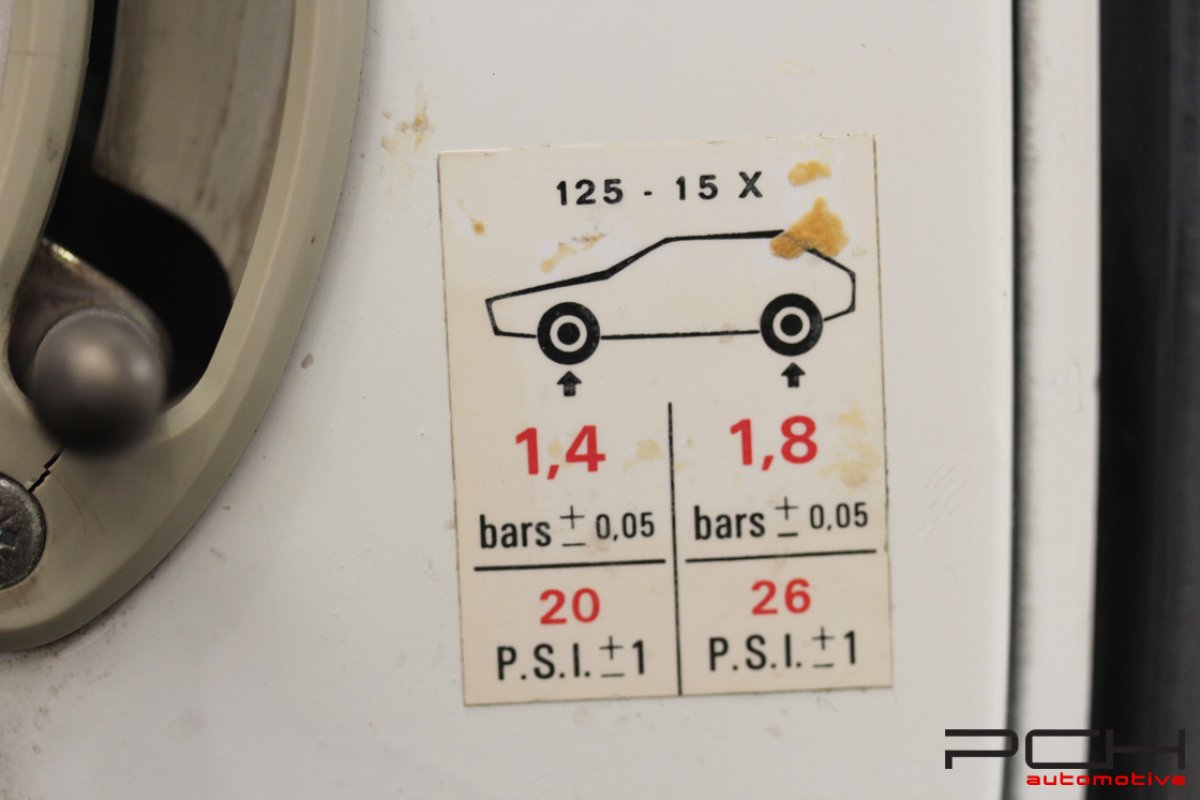 125 - 15 X
1,4 1,8
bars ± 0,05 bars ± 0,05
20 26
P.S.I. ± 1 P.S.I. ± 1
PCH
automotive